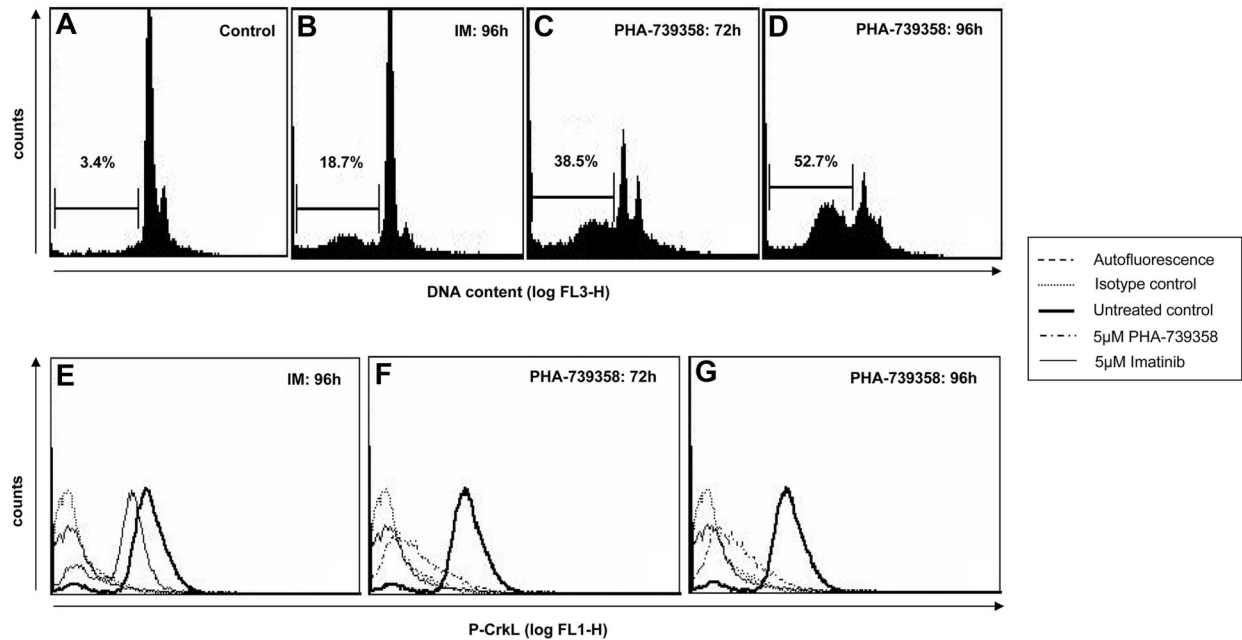 A
Control
3.4%
B
IM: 96h
18.7%
C
PHA-739358: 72h
38.5%
D
PHA-739358: 96h
52.7%
counts
DNA content (log FL3-H)
Autofluorescence
Isotype control
Untreated control
5µM PHA-739358
5µM Imatinib
E
IM: 96h
F
PHA-739358: 72h
G
PHA-739358: 96h
counts
P-CrkL (log FL1-H)